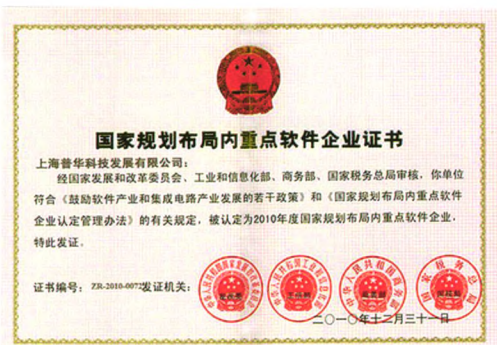 国家规划布局内重点软件企业证书
上海普华科技发展有限公司：
经国家发展和改革委员会、工业和信息化部、商务部、国家税务总局审核，你单位
符合《鼓励软件产业和集成电路产业发展的若干政策》和《国家规划布局内重点软件
企业认定管理办法》的有关规定，被认定为2010年度国家规划布局内重点软件企业，
特此发证。
证书编号：ZR-2010-0072发证机关：
二〇一〇年十二月三十一日